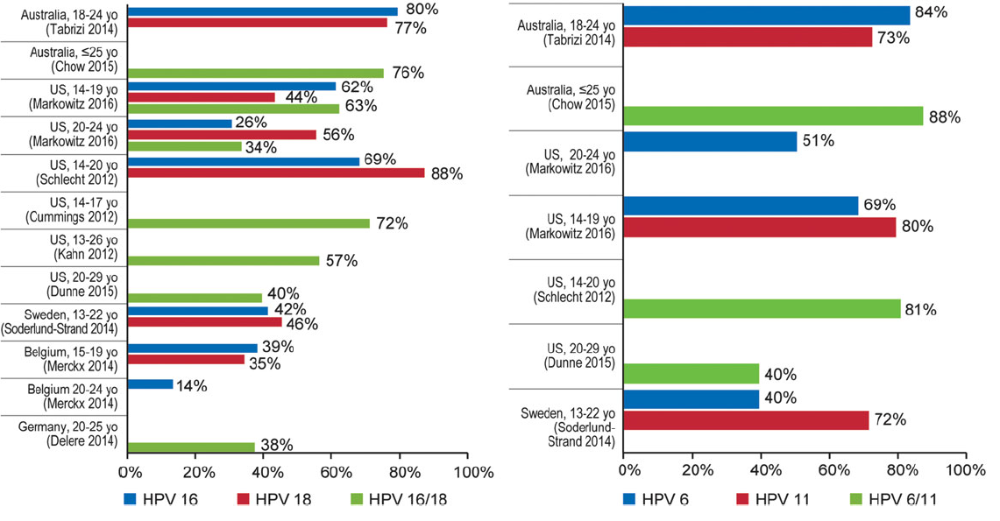 Australia, 18-24 yo
(Tabrizi 2014)
80%
77%
Australia, ≤25 yo
(Chow 2015)
76%
US, 14-19 yo
(Markowitz 2016)
62%
44%
63%
US, 20-24 yo
(Markowitz 2016)
26%
56%
34%
US, 14-20 yo
(Schlecht 2012)
69%
88%
US, 14-17 yo
(Cummings 2012)
72%
US, 13-26 yo
(Kahn 2012)
57%
US, 20-29 yo
(Dunne 2015)
40%
Sweden, 13-22 yo
(Soderlund-Strand 2014)
42%
46%
Belgium, 15-19 yo
(Merckx 2014)
39%
35%
Belgium 20-24 yo
(Merckx 2014)
14%
Germany, 20-25 yo
(Delere 2014)
38%
0% 20% 40% 60% 80% 100%
HPV 16 HPV 18 HPV 16/18
Australia, 18-24 yo
(Tabrizi 2014)
84%
73%
Australia, ≤25 yo
(Chow 2015)
88%
US, 20-24 yo
(Markowitz 2016)
51%
US, 14-19 yo
(Markowitz 2016)
69%
80%
US, 14-20 yo
(Schlecht 2012)
81%
US, 20-29 yo
(Dunne 2015)
40%
Sweden, 13-22 yo
(Soderlund-
Strand 2014)
40%
72%
0% 20% 40% 60% 80% 100%
HPV 6 HPV 11 HPV 6/11